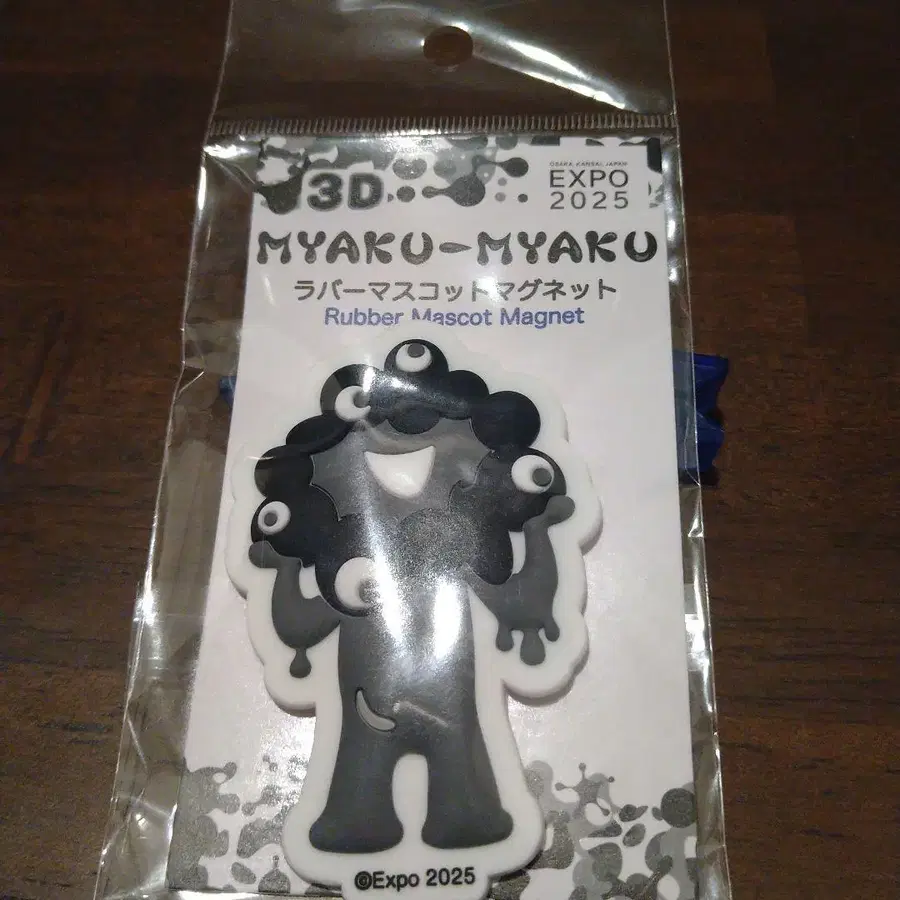 3D
OSAKA, KANSAI, JAPAN
EXPO
2025
MYAKU-MYAKU
ラバーマスコットマグネット
Rubber Mascot Magnet
©Expo 2025